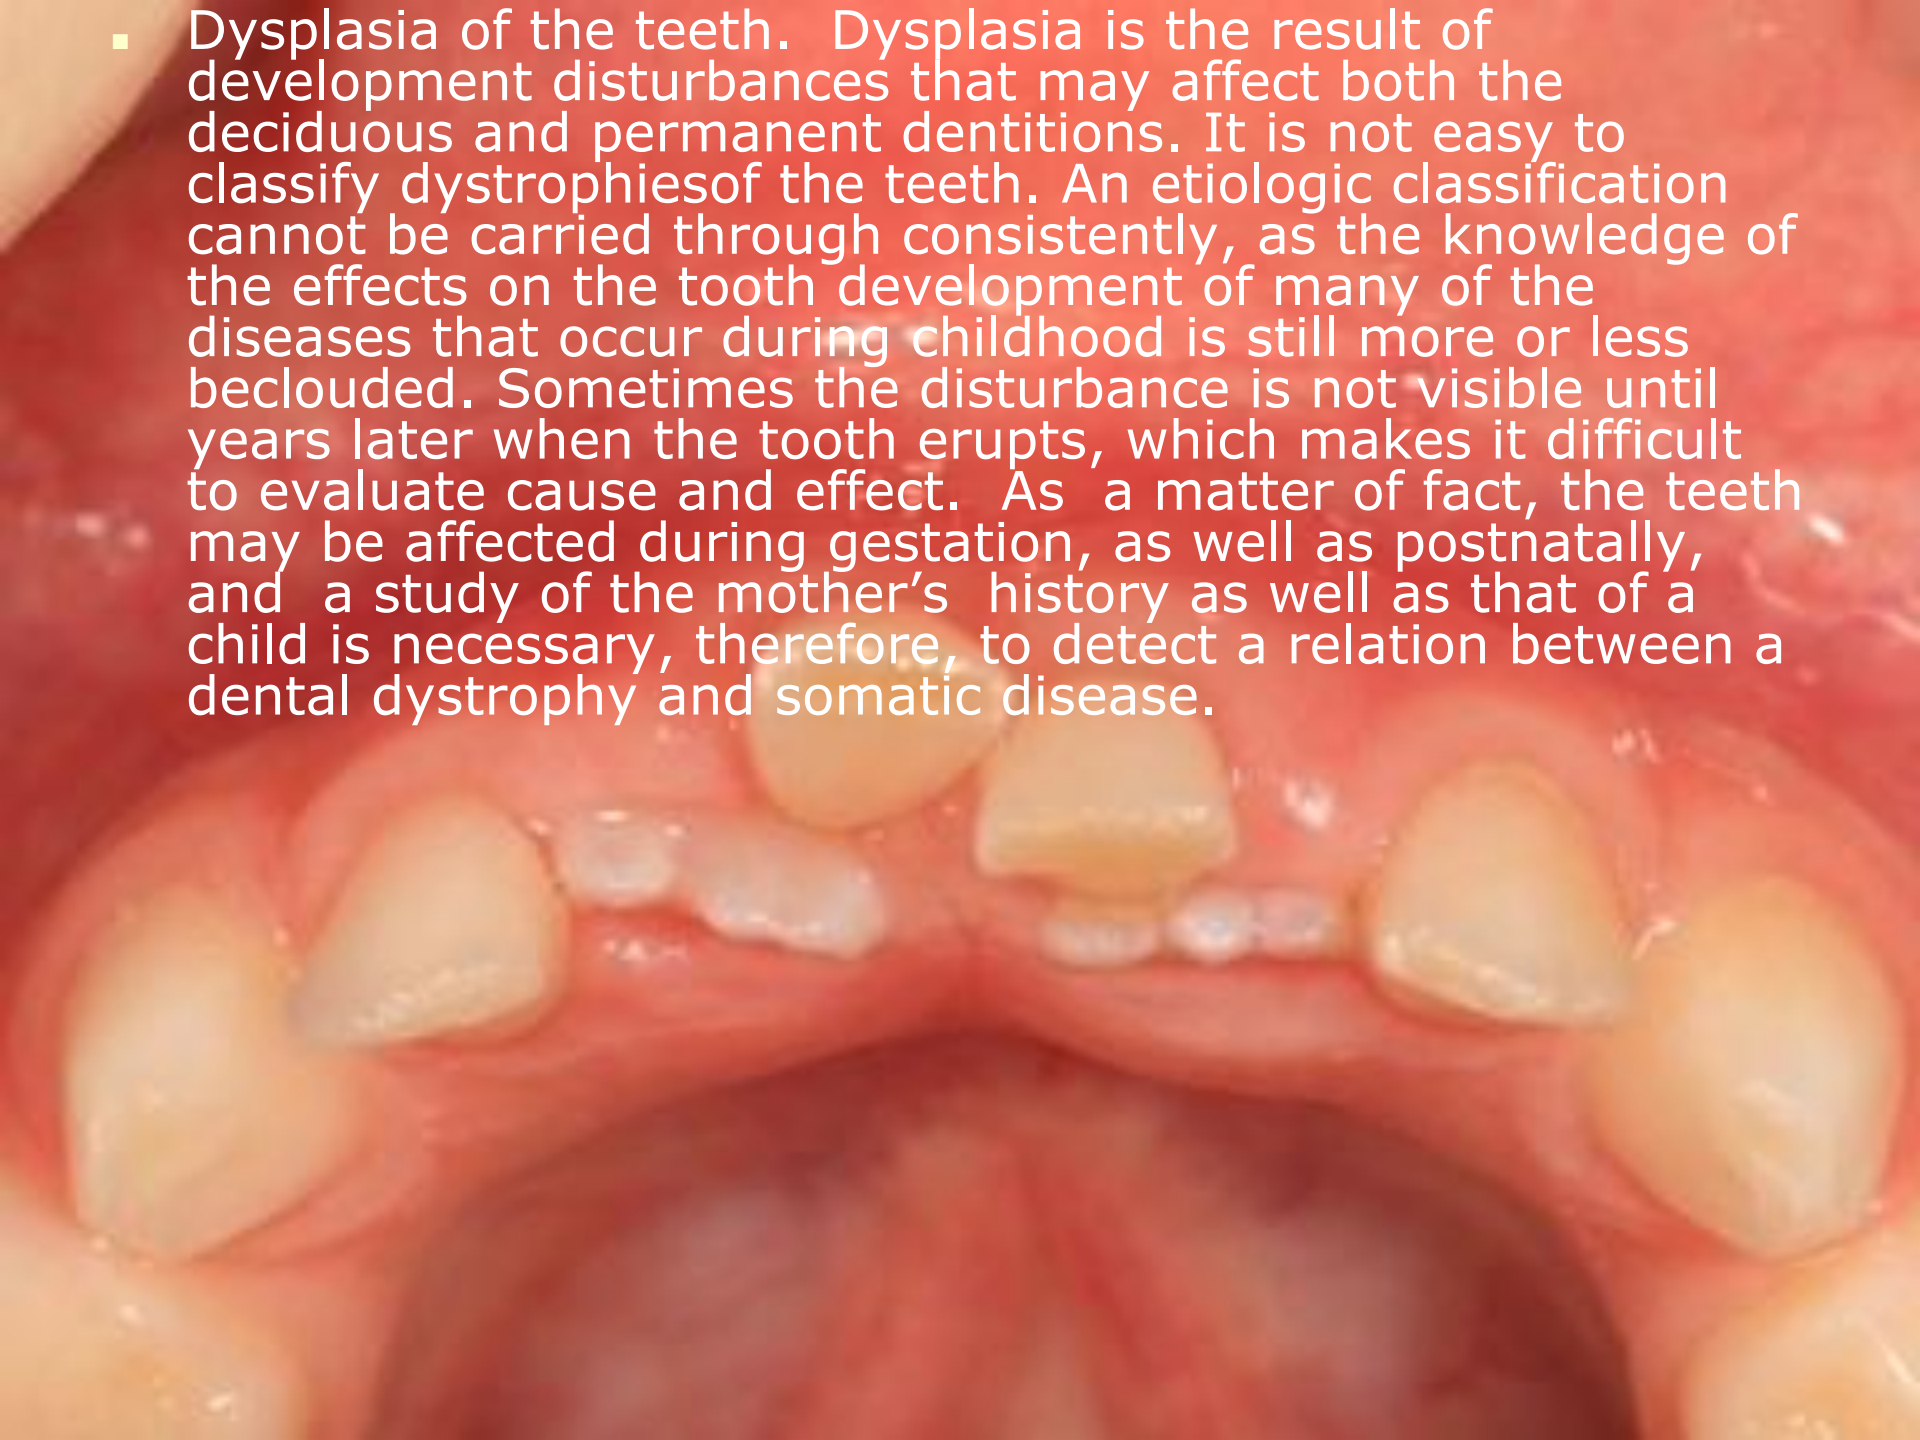 ▪ Dysplasia of the teeth.  Dysplasia is the result of
development disturbances that may affect both the
deciduous and permanent dentitions. It is not easy to
classify dystrophiesof the teeth. An etiologic classification
cannot be carried through consistently, as the knowledge of
the effects on the tooth development of many of the
diseases that occur during childhood is still more or less
beclouded. Sometimes the disturbance is not visible until
years later when the tooth erupts, which makes it difficult
to evaluate cause and effect.  As  a matter of fact, the teeth
may be affected during gestation, as well as postnatally,
and  a study of the mother’s  history as well as that of a
child is necessary, therefore, to detect a relation between a
dental dystrophy and somatic disease.